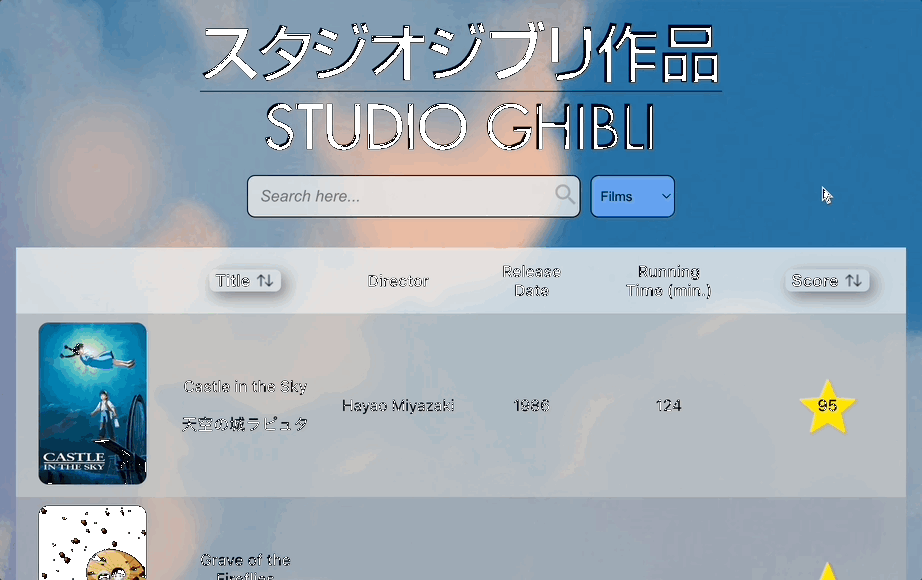 スタジオジブリ作品
STUDIO GHIBLI
Search here...
Films
Title
Director
Release
Date
Running
Time (min.)
Score
CASTLE
IN THE SKY
Castle in the Sky
天空の城ラピュタ
Hayao Miyazaki
1986
124
95
Grave of the
Fireflies